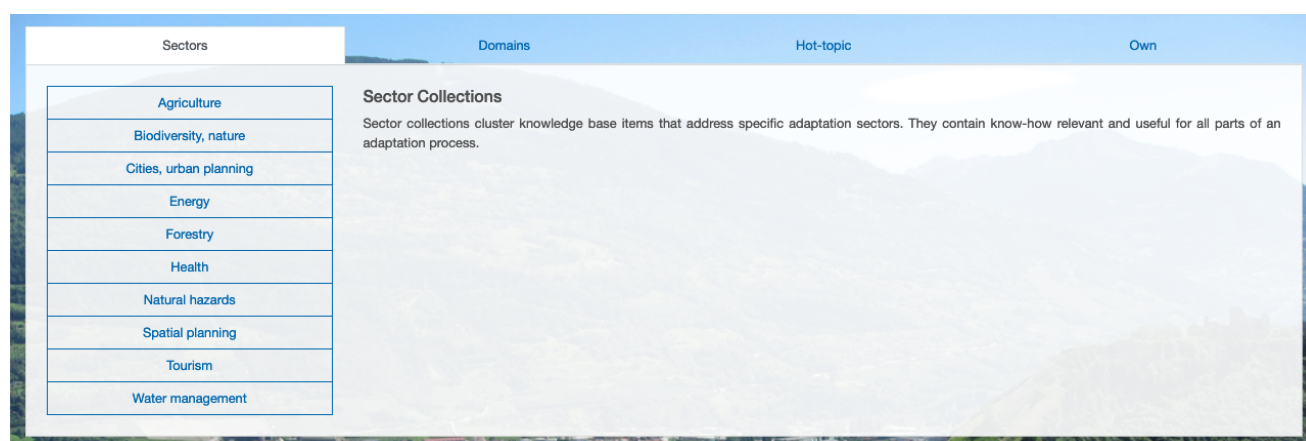 Sectors
Domains
Hot-topic
Own
Agriculture
Biodiversity, nature
Cities, urban planning
Energy
Forestry
Health
Natural hazards
Spatial planning
Tourism
Water management
Sector Collections
Sector collections cluster knowledge base items that address specific adaptation sectors. They contain know-how relevant and useful for all parts of an
adaptation process.